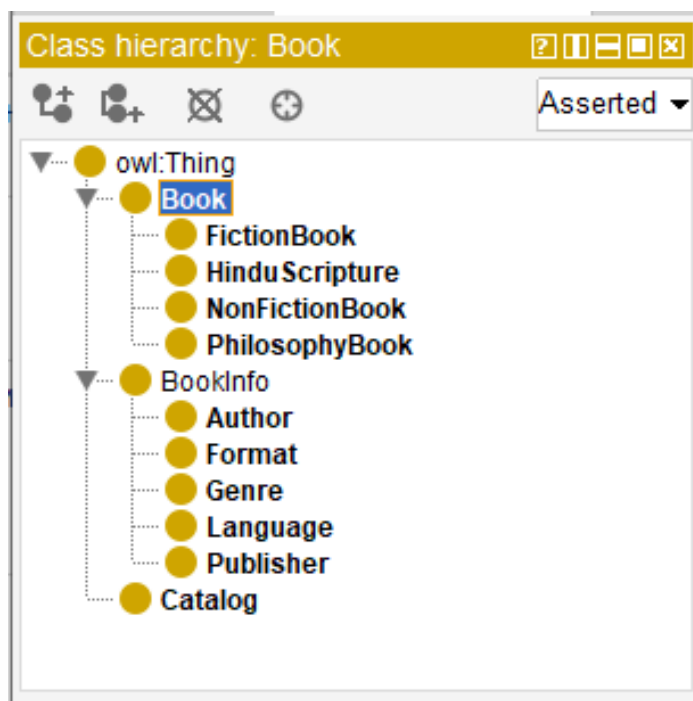 Class hierarchy: Book
Asserted
owl:Thing
Book
FictionBook
HinduScripture
NonFictionBook
PhilosophyBook
BookInfo
Author
Format
Genre
Language
Publisher
Catalog